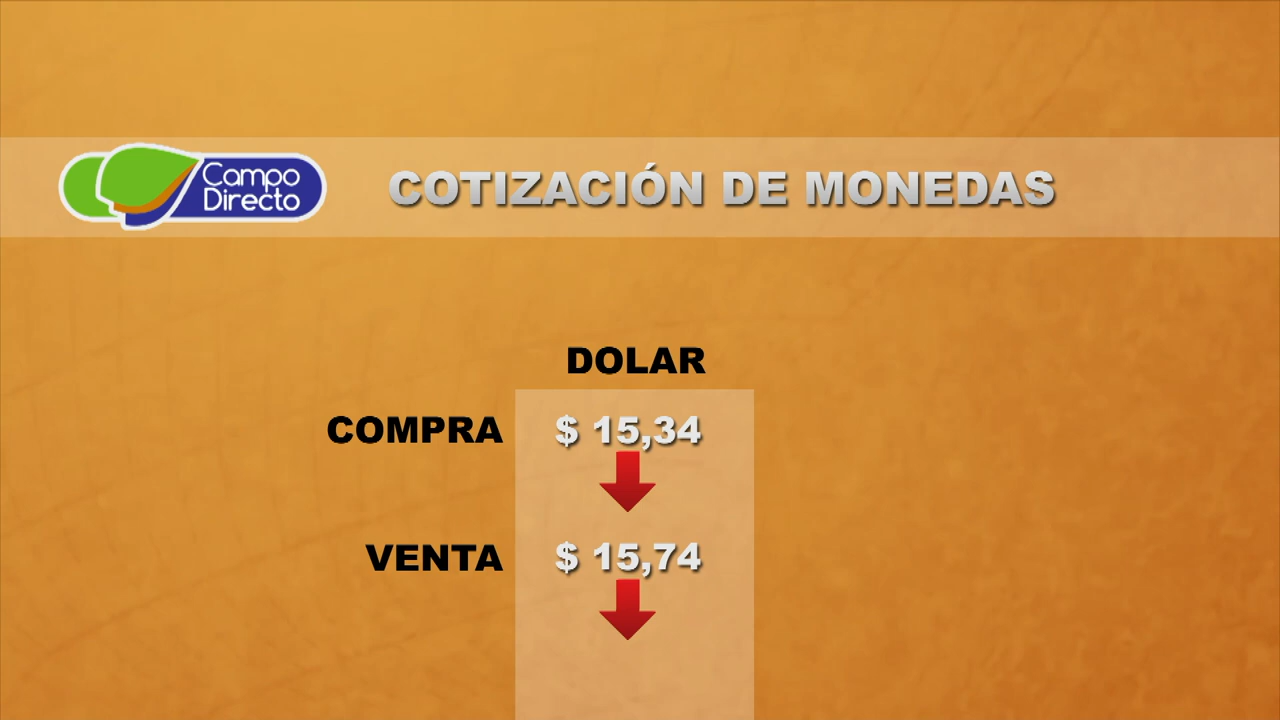 Campo
Directo
COTIZACIÓN DE MONEDAS
DOLAR
COMPRA $ 15,34
VENTA $ 15,74